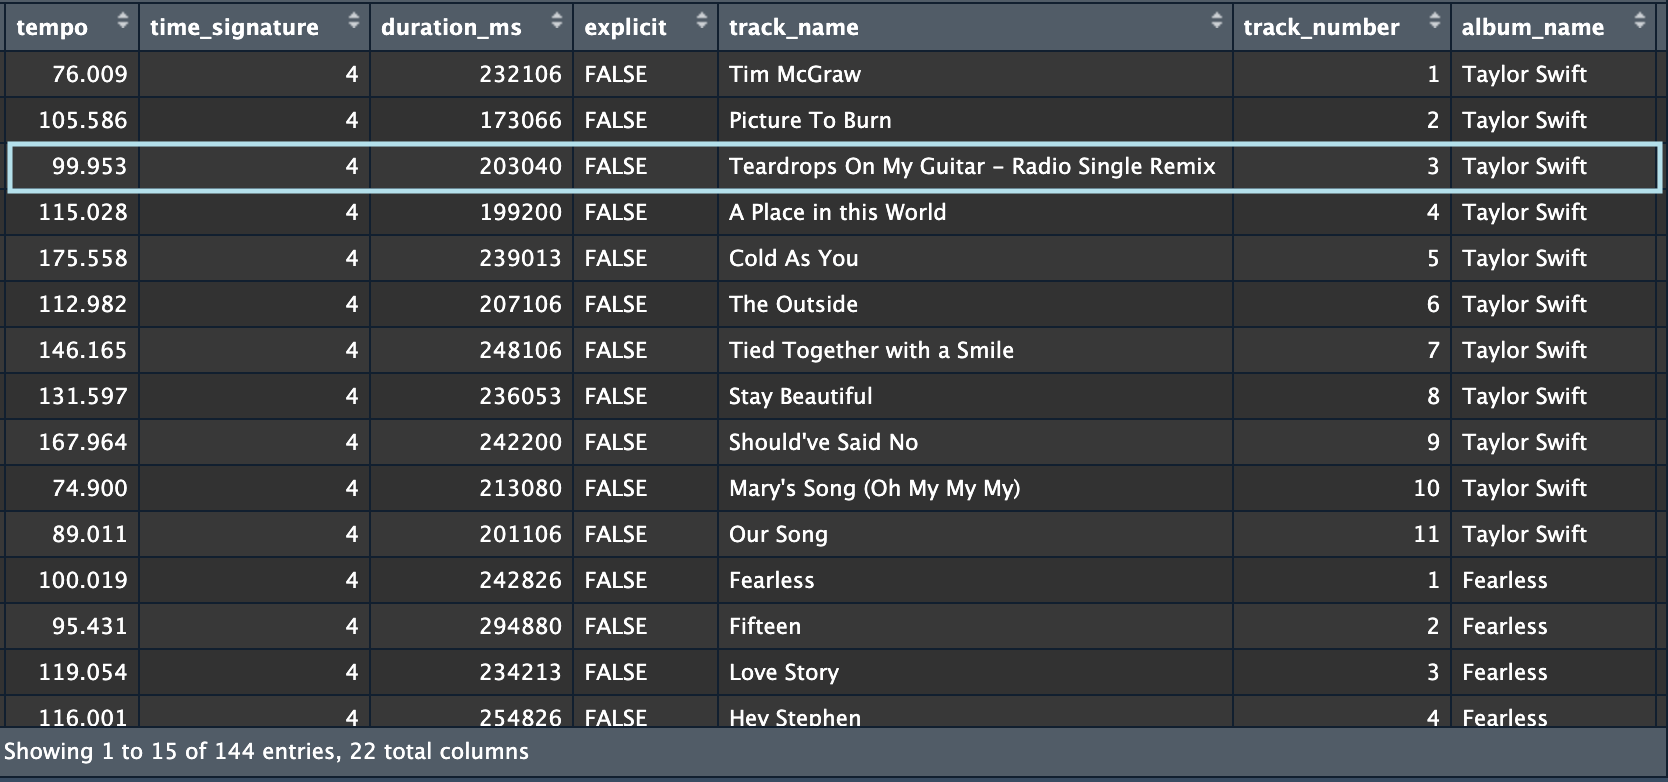 tempo time_signature duration_ms explicit track_name track_number album_name
76.009 4 232106 FALSE Tim McGraw 1 Taylor Swift
105.586 4 173066 FALSE Picture To Burn 2 Taylor Swift
99.953 4 203040 FALSE Teardrops On My Guitar – Radio Single Remix 3 Taylor Swift
115.028 4 199200 FALSE A Place in this World 4 Taylor Swift
175.558 4 239013 FALSE Cold As You 5 Taylor Swift
112.982 4 207106 FALSE The Outside 6 Taylor Swift
146.165 4 248106 FALSE Tied Together with a Smile 7 Taylor Swift
131.597 4 236053 FALSE Stay Beautiful 8 Taylor Swift
167.964 4 242200 FALSE Should've Said No 9 Taylor Swift
74.900 4 213080 FALSE Mary's Song (Oh My My My) 10 Taylor Swift
89.011 4 201106 FALSE Our Song 11 Taylor Swift
100.019 4 242826 FALSE Fearless 1 Fearless
95.431 4 294880 FALSE Fifteen 2 Fearless
119.054 4 234213 FALSE Love Story 3 Fearless
116.001 4 254826 FALSE Hey Stephen 4 Fearless
Showing 1 to 15 of 144 entries, 22 total columns